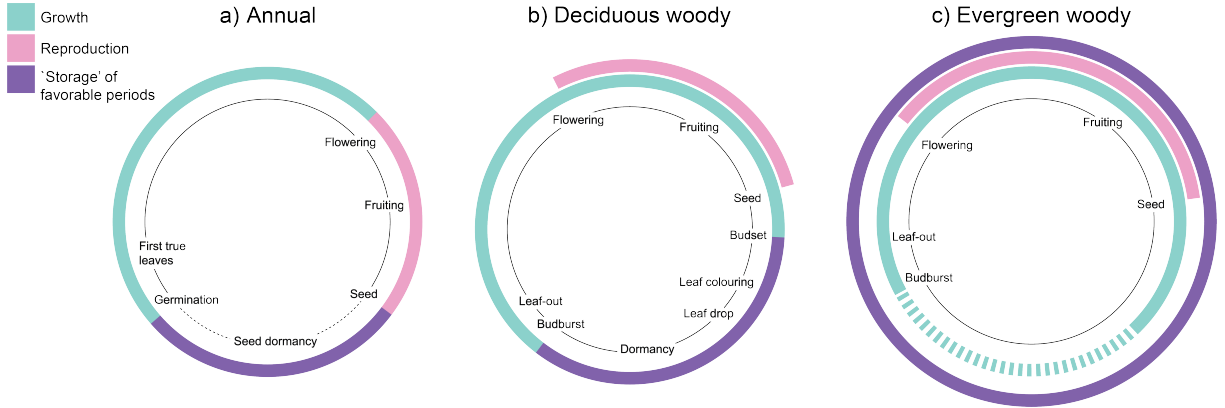 a) Annual
b) Deciduous woody
c) Evergreen woody
Growth
Reproduction
`Storage' of
favorable periods
Flowering
Fruiting
Seed
Seed dormancy
Germination
First true
leaves
Flowering
Fruiting
Seed
Budset
Leaf colouring
Leaf drop
Dormancy
Budburst
Leaf-out
Flowering
Fruiting
Seed
Leaf-out
Budburst